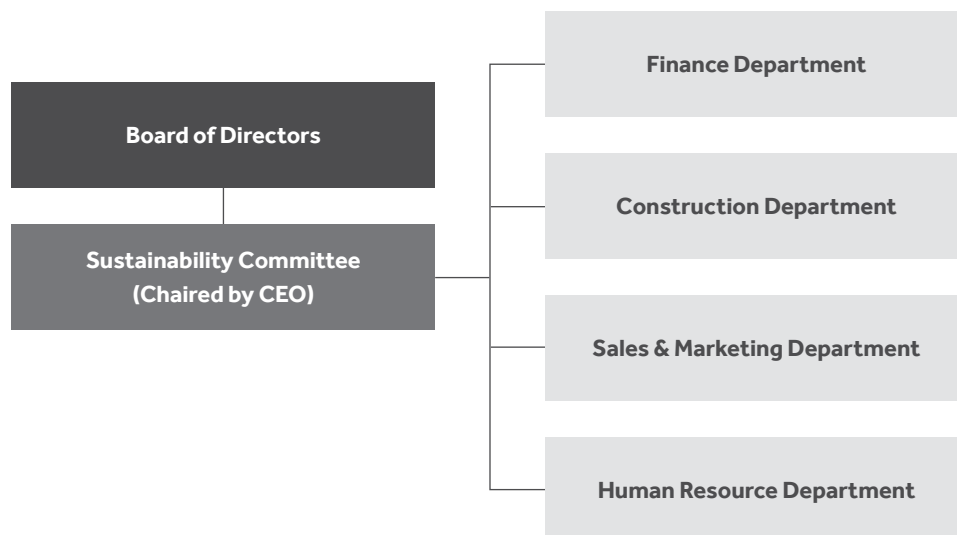 Board of Directors
Sustainability Committee
(Chaired by CEO)
Finance Department
Construction Department
Sales & Marketing Department
Human Resource Department